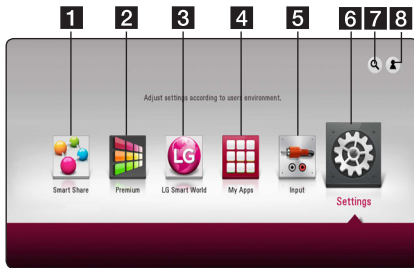 1 2 3 4 5 6 7 8
Adjust settings according to users environment.
LG
Smart Share Premium LG Smart World My Apps Input
Settings